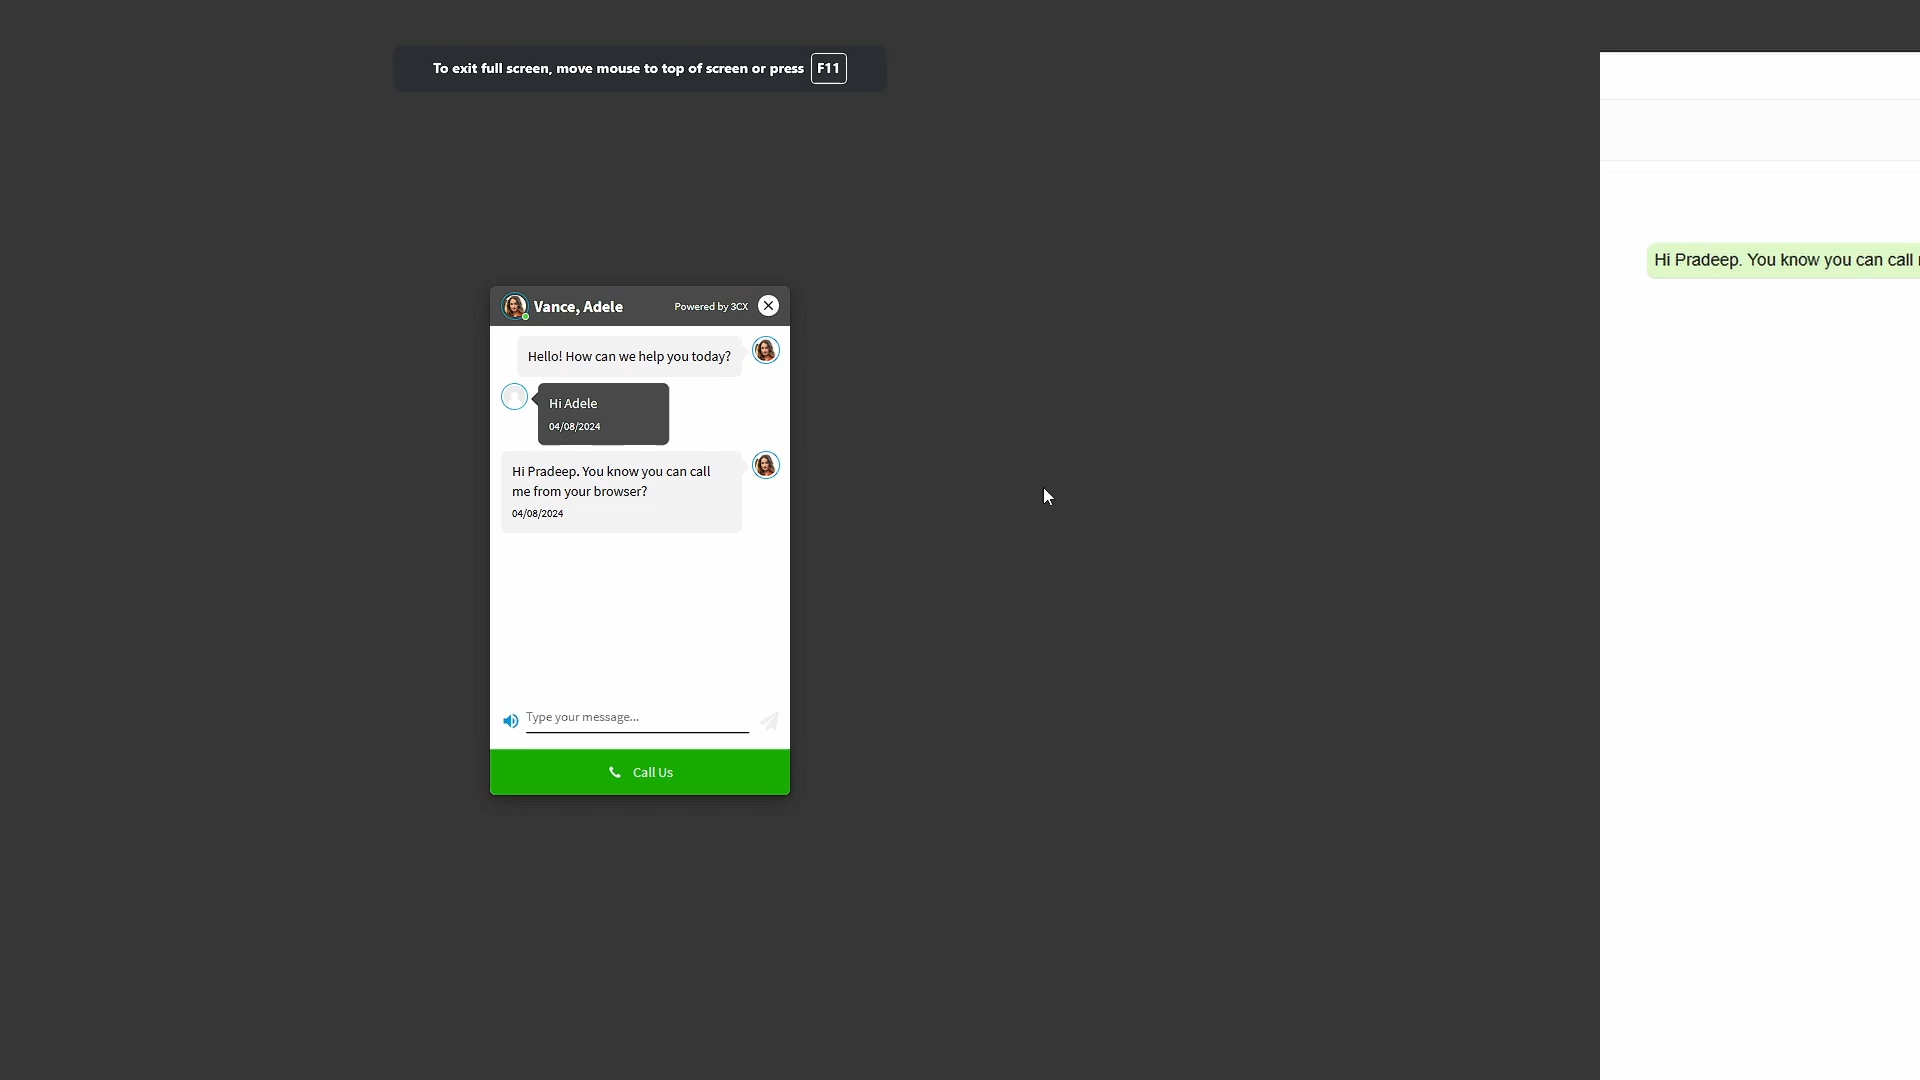 To exit full screen, move mouse to top of screen or press F11
Vance, Adele
Powered by 3CX
Hello! How can we help you today?
Hi Adele
04/08/2024
Hi Pradeep. You know you can call
me from your browser?
04/08/2024
Type your message...
Call Us
Hi Pradeep. You know you can call